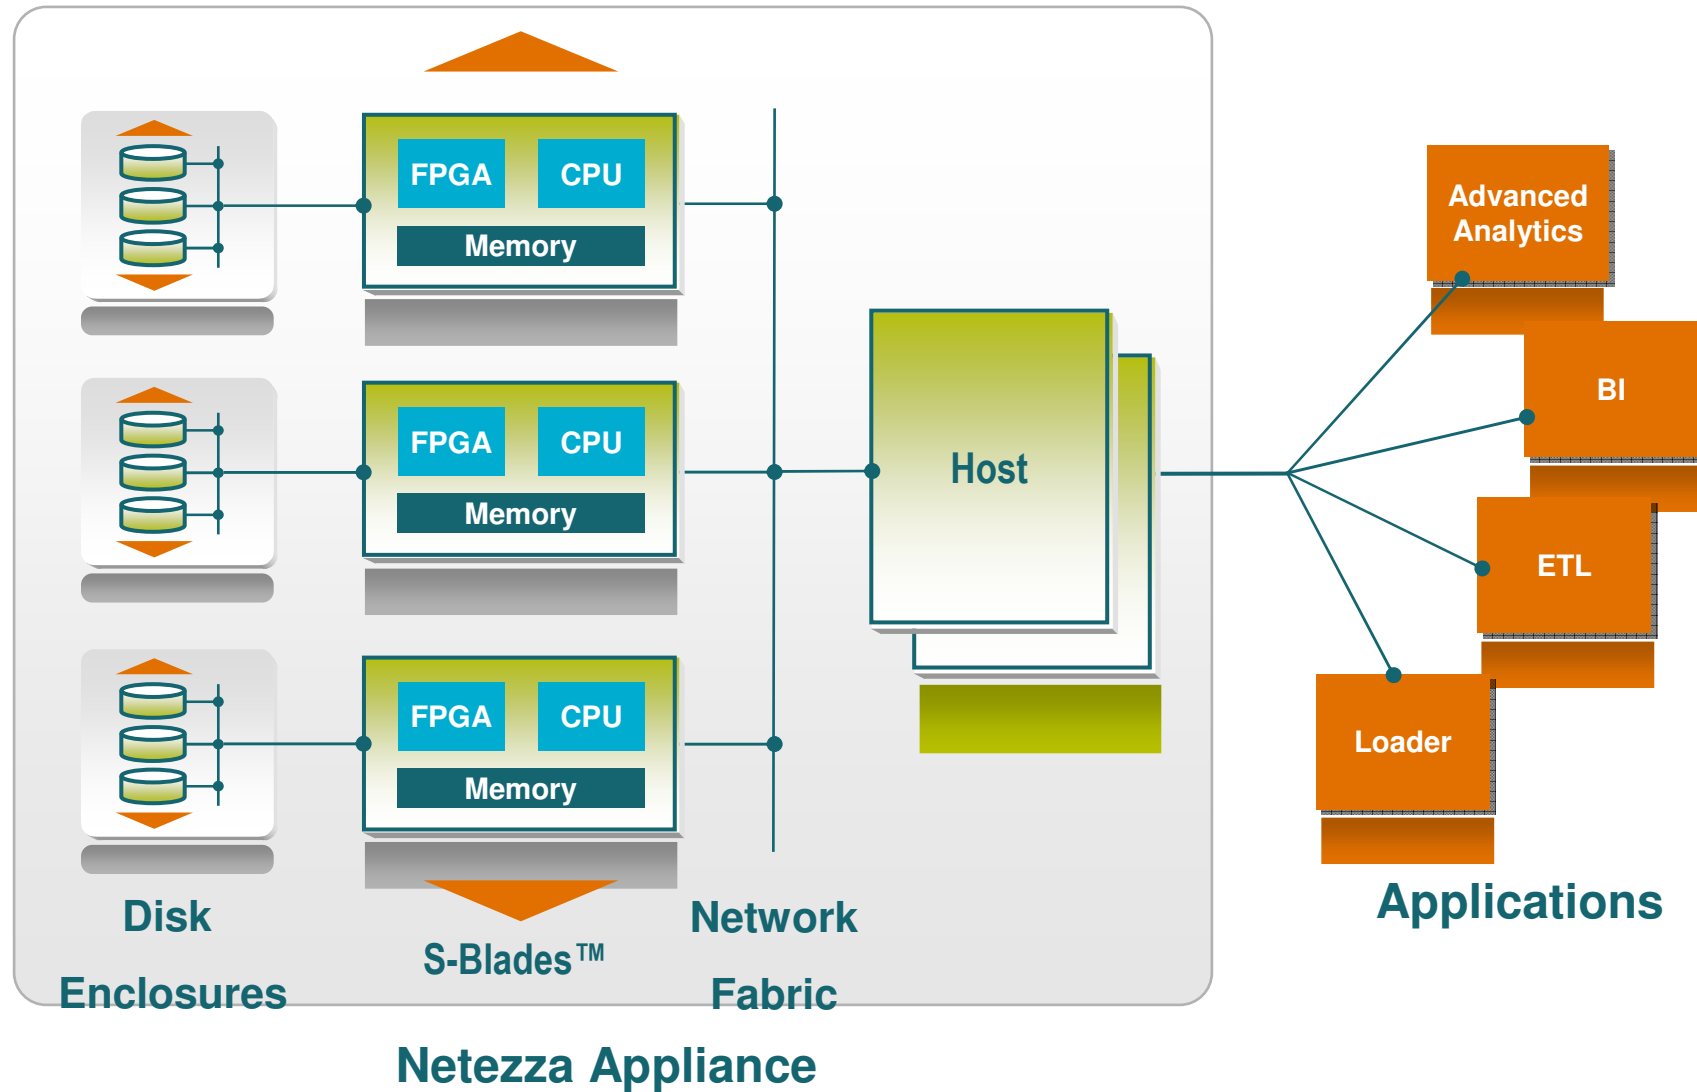 FPGA
CPU
Memory
FPGA
CPU
Memory
FPGA
CPU
Memory
Host
Advanced
Analytics
BI
ETL
Loader
Disk
Enclosures
S-Blades™
Network
Fabric
Applications
Netezza Appliance